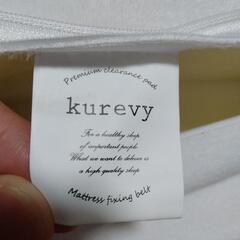 Premium clearance pad
kurevy
For a healthy sleep
of important people.
What we want to deliver is
a high quality sleep
Mattress fixing belt